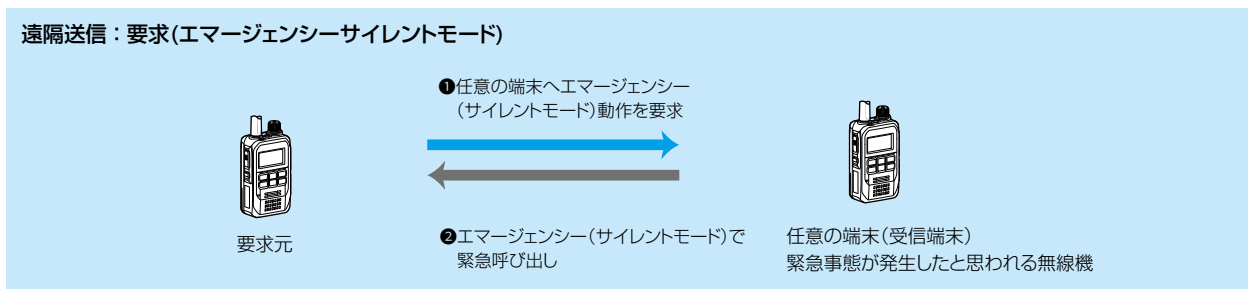 遠隔送信：要求(エマージェンシーサイレントモード)
❶任意の端末へエマージェンシー
（サイレントモード）動作を要求
要求元
❷エマージェンシー（サイレントモード）で
緊急呼び出し
任意の端末（受信端末）
緊急事態が発生したと思われる無線機